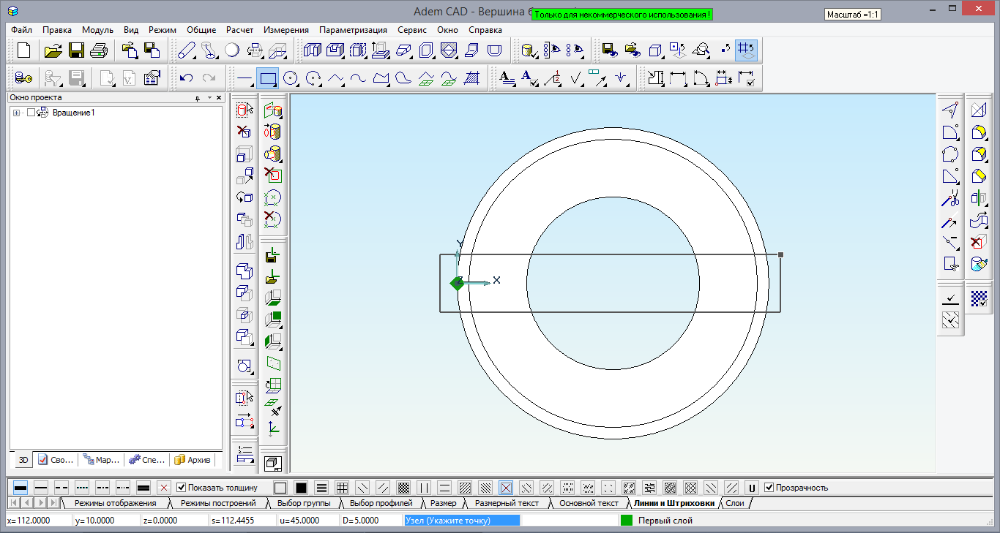 Adem CAD - Вершина б
Только для некоммерческого использования !
Масштаб =1:1
Файл Правка Модуль Вид Режим Общие Расчет Измерения Параметризация Сервис Окно Справка
Окно проекта
Вращение1
Y
Z
X
3D Сво... Мар... Спе... Архив
Показать толщину U Прозрачность
Режимы отображения Режимы построений Выбор группы Выбор профилей Размер Размерный текст Основной текст Линии и Штриховки Слои
x=112.0000 y=10.0000 z=0.0000 s=112.4455 u=45.0000 D=5.0000 Узел (Укажите точку) Первый слой